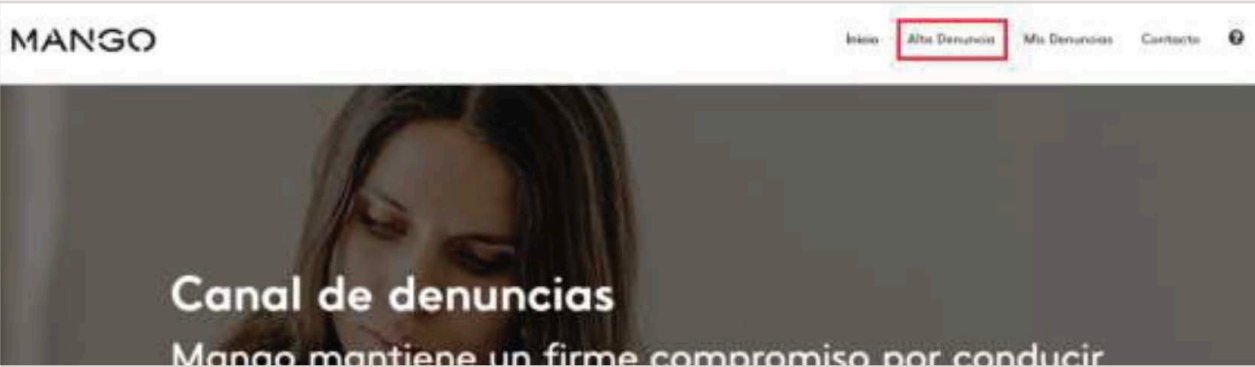 MANGO
Inicio Alta Denuncia Mis Denuncias Contacto ?
Canal de denuncias
Mango mantiene un firme compromiso por conducir